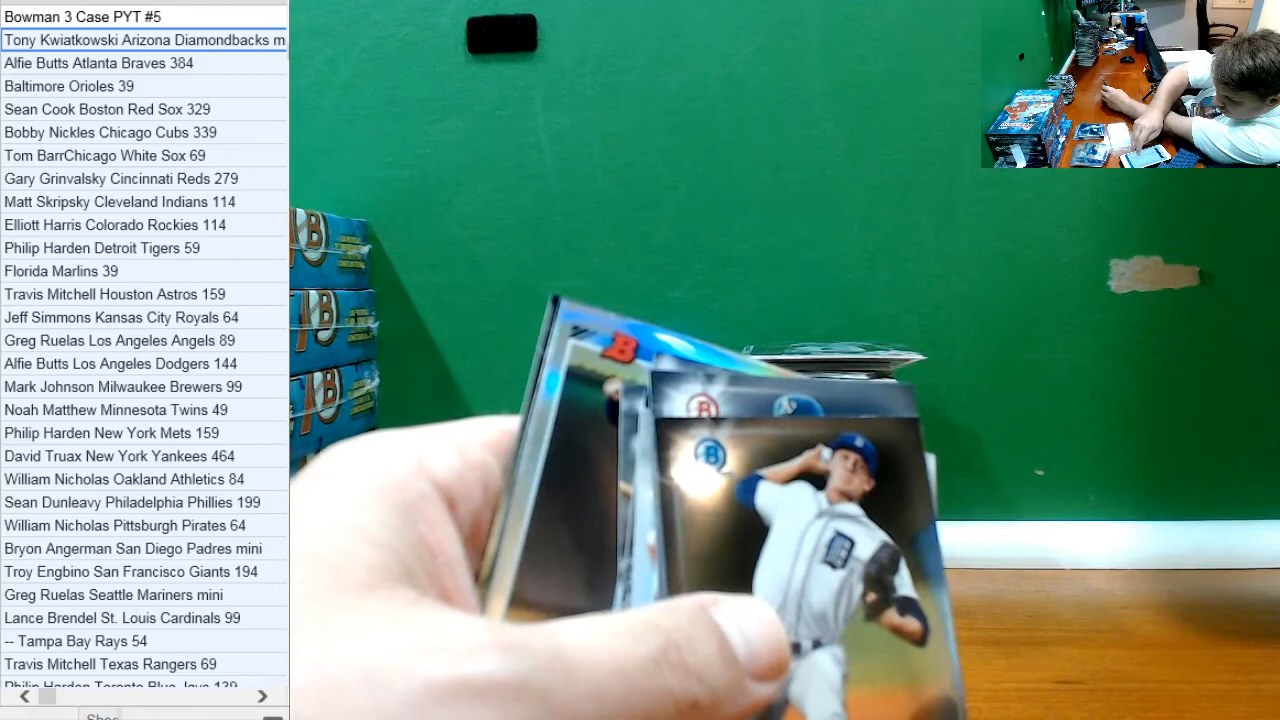 Bowman 3 Case PYT #5
Tony Kwiatkowski Arizona Diamondbacks m
Alfie Butts Atlanta Braves 384
Baltimore Orioles 39
Sean Cook Boston Red Sox 329
Bobby Nickles Chicago Cubs 339
Tom BarrChicago White Sox 69
Gary Grinvalsky Cincinnati Reds 279
Matt Skripsky Cleveland Indians 114
Elliott Harris Colorado Rockies 114
Philip Harden Detroit Tigers 59
Florida Marlins 39
Travis Mitchell Houston Astros 159
Jeff Simmons Kansas City Royals 64
Greg Ruelas Los Angeles Angels 89
Alfie Butts Los Angeles Dodgers 144
Mark Johnson Milwaukee Brewers 99
Noah Matthew Minnesota Twins 49
Philip Harden New York Mets 159
David Truax New York Yankees 464
William Nicholas Oakland Athletics 84
Sean Dunleavy Philadelphia Phillies 199
William Nicholas Pittsburgh Pirates 64
Bryon Angerman San Diego Padres mini
Troy Engbino San Francisco Giants 194
Greg Ruelas Seattle Mariners mini
Lance Brendel St. Louis Cardinals 99
-- Tampa Bay Rays 54
Travis Mitchell Texas Rangers 69
Philip Harden Toronto Blue Jays 139
B
B
B
D